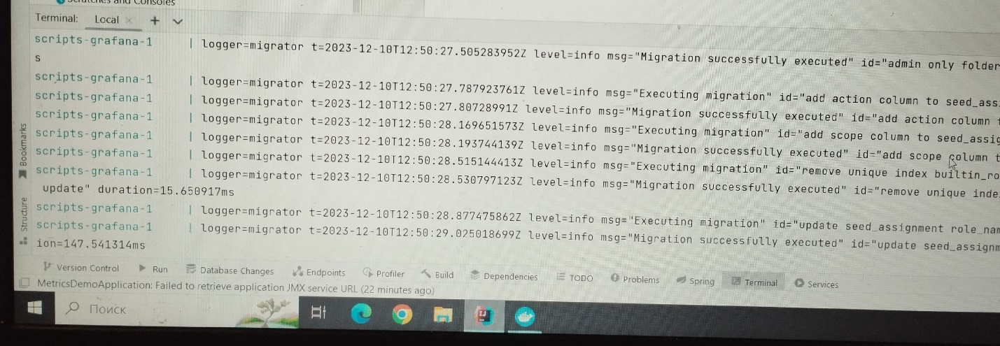 Scratches and Consoles
Terminal: Local × + 
scripts-grafana-1 | logger=migrator t=2023-12-10T12:50:27.505283952Z level=info msg="Migration successfully executed" id="admin only folder
s
scripts-grafana-1 | logger=migrator t=2023-12-10T12:50:27.787923761Z level=info msg="Executing migration" id="add action column to seed_ass
scripts-grafana-1 | logger=migrator t=2023-12-10T12:50:27.80728991Z level=info msg="Migration successfully executed" id="add action column t
scripts-grafana-1 | logger=migrator t=2023-12-10T12:50:28.169651573Z level=info msg="Executing migration" id="add scope column to seed_assig
scripts-grafana-1 | logger=migrator t=2023-12-10T12:50:28.193744139Z level=info msg="Migration successfully executed" id="add scope column t
scripts-grafana-1 | logger=migrator t=2023-12-10T12:50:28.515144413Z level=info msg="Executing migration" id="remove unique index builtin_ro
scripts-grafana-1 | logger=migrator t=2023-12-10T12:50:28.530797123Z level=info msg="Migration successfully executed" id="remove unique inde
update" duration=15.650917ms
scripts-grafana-1 | logger=migrator t=2023-12-10T12:50:28.877475862Z level=info msg="Executing migration" id="update seed_assignment role_nam
scripts-grafana-1 | logger=migrator t=2023-12-10T12:50:29.025018699Z level=info msg="Migration successfully executed" id="update seed_assignm
ion=147.541314ms
Bookmarks
Structure
Version Control Run Database Changes Endpoints Profiler Build Dependencies TODO Problems Spring Terminal Services
MetricsDemoApplication: Failed to retrieve application JMX service URL (22 minutes ago)
Поиск